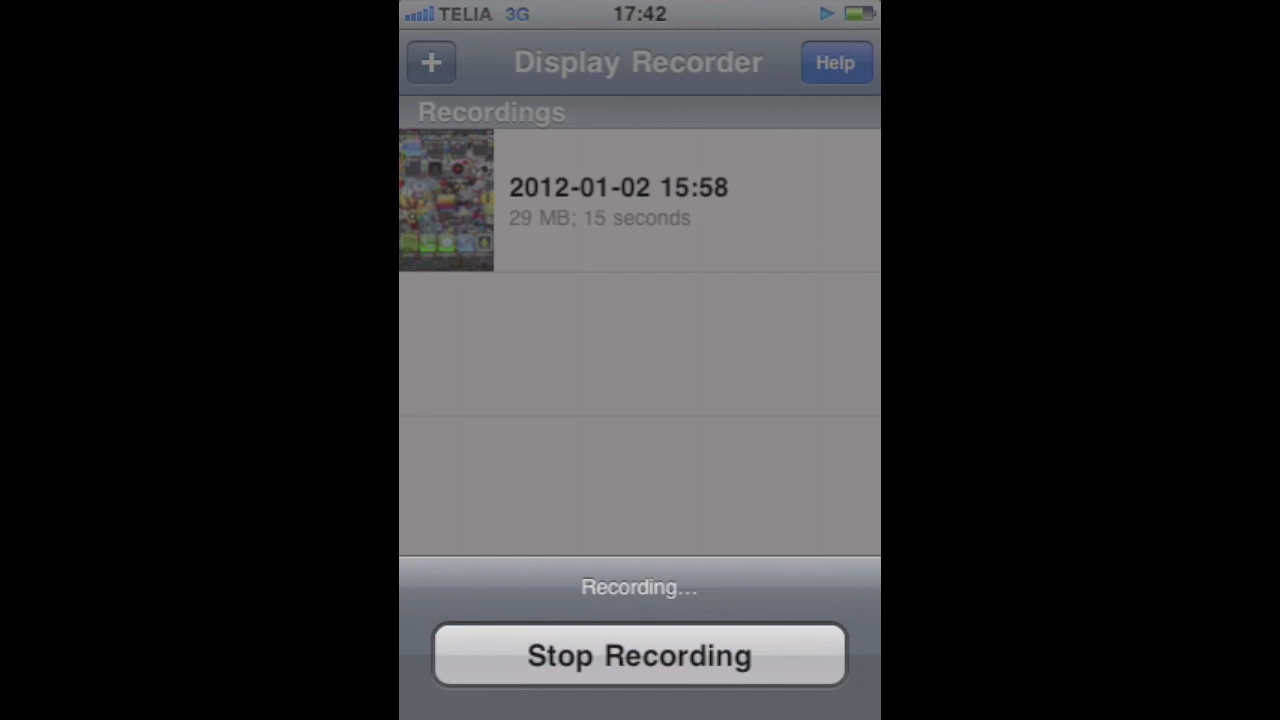 TELIA 3G 17:42
+ Display Recorder Help
Recordings
2012-01-02 15:58
29 MB; 15 seconds
Recording...
Stop Recording